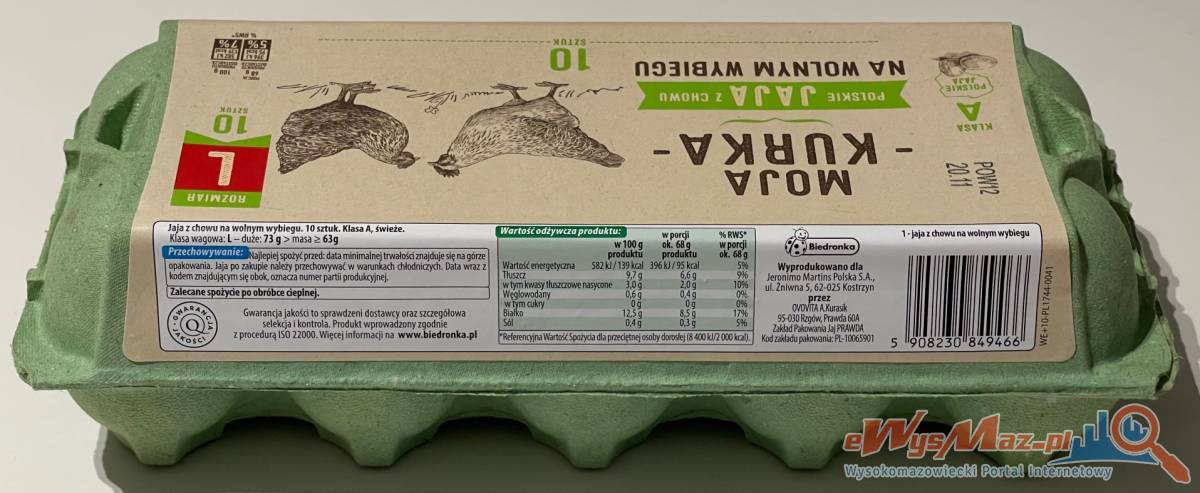 MOJA
- KURKA -
POLSKIE JAJA Z CHOWU
NA WOLNYM WYBIEGU
10
SZTUK
KLASA
A
POLSKIE
JAJA
POW12
20.11
ROZMIAR
L
10
SZTUK
100 g
68 g
5%
7%
% RWS*
Jaja z chowu na wolnym wybiegu. 10 sztuk. Klasa A, świeże.
Klasa wagowa: L – duże: 73 g > masa ≥ 63g
Przechowywanie: Najlepiej spożyć przed: data minimalnej trwałości znajduje się na górze
opakowania. Jaja po zakupie należy przechowywać w warunkach chłodniczych. Data wraz z
kodem znajdującym się obok, oznacza numer partii produkcyjnej.
Zalecane spożycie po obróbce cieplnej.
GWARANCJA
Q
JAKOŚCI
Gwarancja jakości to sprawdzeni dostawcy oraz szczegółowa
selekcja i kontrola. Produkt wprowadzony zgodnie
z procedurą ISO 22000. Więcej informacji na www.biedronka.pl
Wartość odżywcza produktu:
w 100 g produktu
w porcji ok. 68 g produktu
% RWS* w porcji ok. 68 g
Wartość energetyczna 582 kJ/139 kcal 396 kJ/95 kcal 5%
Tłuszcz 9,7 g 6,6 g 9%
w tym kwasy tłuszczowe nasycone 3,0 g 2,0 g 10%
Węglowodany 0,6 g 0,4 g 0%
w tym cukry 0 g 0 g 0%
Białko 12,5 g 8,5 g 17%
Sól 0,4 g 0,3 g 5%
*Referencyjna Wartość Spożycia dla przeciętnej osoby dorosłej (8 400 kJ/2 000 kcal).
Biedronka
Wyprodukowano dla
Jeronimo Martins Polska S.A.,
ul. Żniwna 5, 62-025 Kostrzyn
przez
OVOVITA A.Kurasik
95-030 Rzgów, Prawda 60A
Zakład Pakowania Jaj PRAWDA
Kod zakładu pakowania: PL-10065901
1 - jaja z chowu na wolnym wybiegu
5 908230 849466
WE+10-PL1744-0041
eWysMaz.pl
Wysokomazowiecki Portal Internetowy